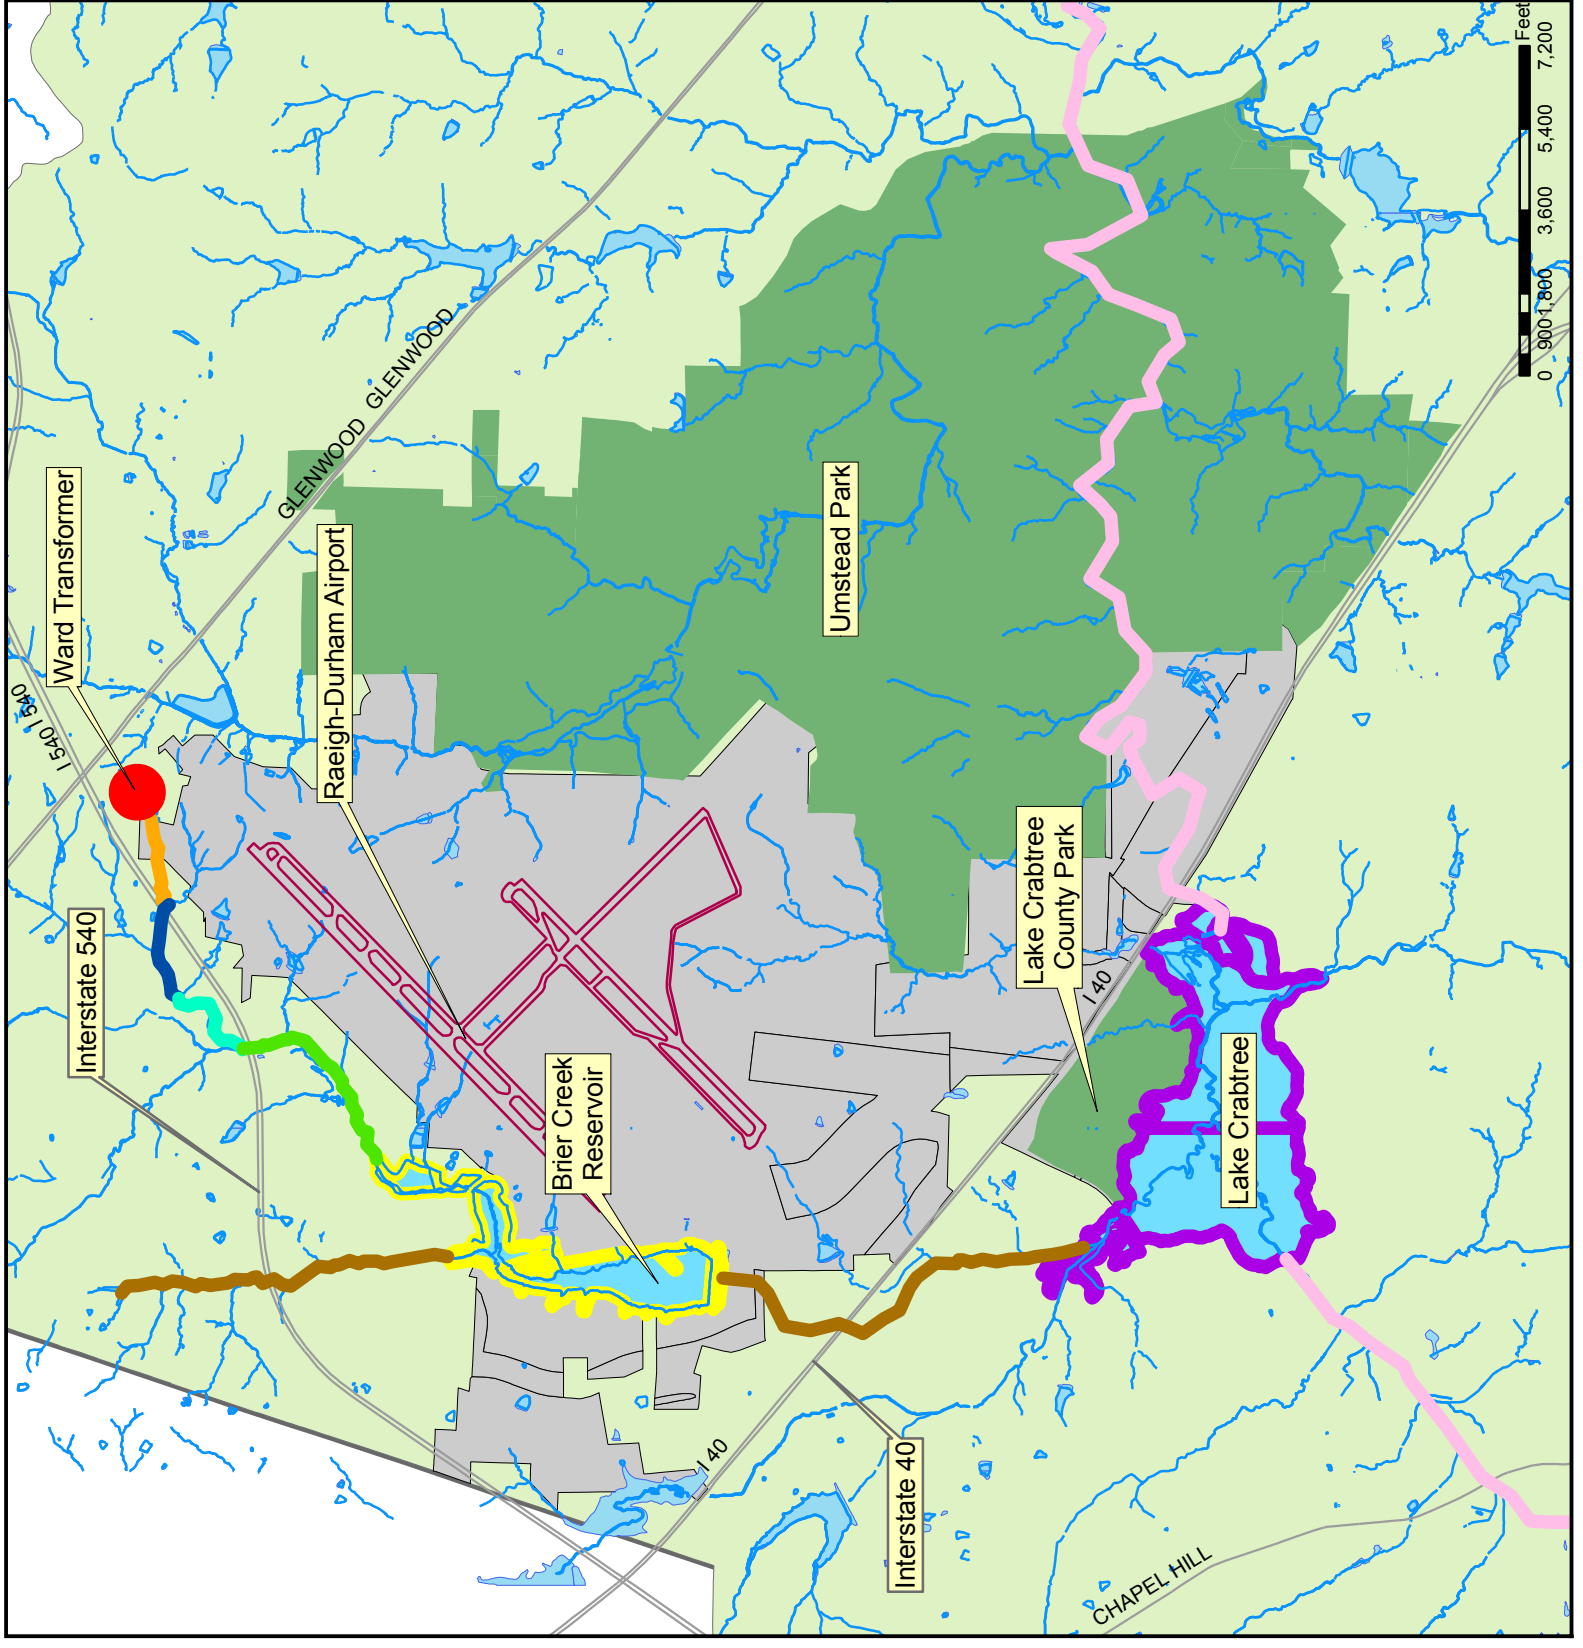 Ward Transformer
I 540 I 540
GLENWOOD GLENWOOD
Interstate 540
Raeigh-Durham Airport
Umstead Park
Brier Creek
Reservoir
Lake Crabtree
County Park
I 40
Lake Crabtree
I 40
Interstate 40
CHAPEL HILL
0 900 1,800 3,600 5,400 7,200
Feet